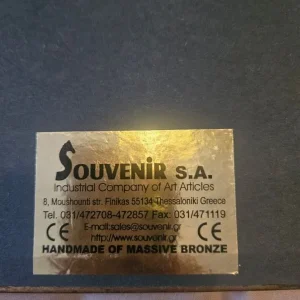 SOUVENIR S.A.
Industrial Company of Art Articles
8, Moushounti str. Finikas 55134 Thessaloniki Greece
Tel. 031/472708-472857 Fax: 031/471119
CE E-mail:sales@souvenir.gr CE
http://www.souvenir.gr
HANDMADE OF MASSIVE BRONZE